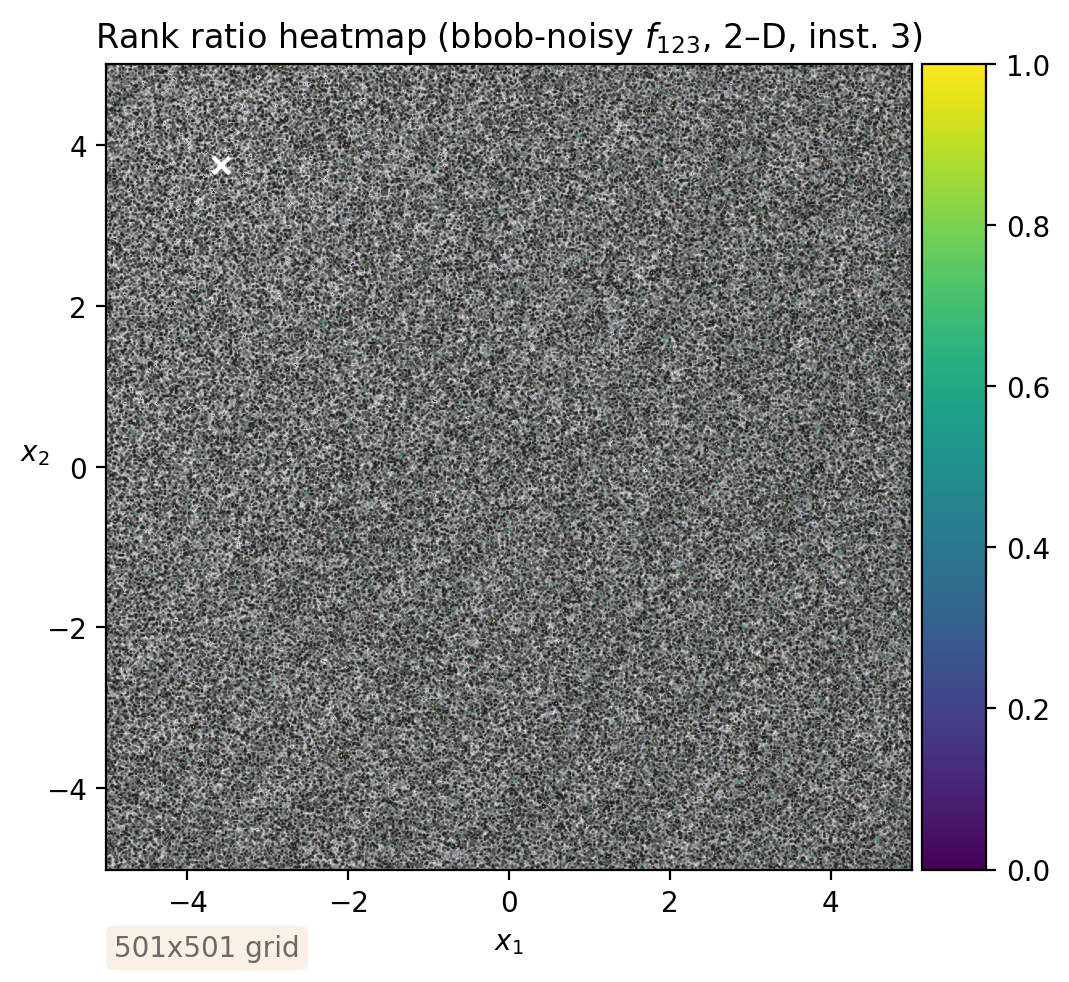 Rank ratio heatmap (bbob-noisy f₁₂₃, 2–D, inst. 3)
1.0
4
0.8
2
0.6
x₂ 0
0.4
−2
0.2
−4
0.0
−4 −2 0 2 4
x₁
501x501 grid